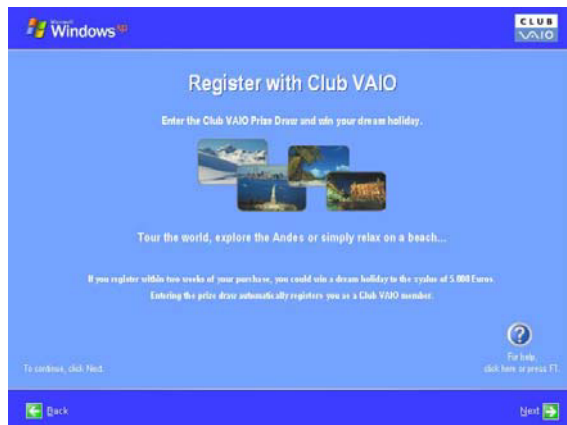 Microsoft
Windows xp
CLUB
VAIO
Register with Club VAIO
Enter the Club VAIO Prize Draw and win your dream holiday.
Tour the world, explore the Andes or simply relax on a beach...
If you register within two weeks of your purchase, you could win a dream holiday to the value of 5.000 Euros.
Entering the prize draw automatically registers you as a Club VAIO member.
For help,
click here or press F1.
To continue, click Next.
Back
Next